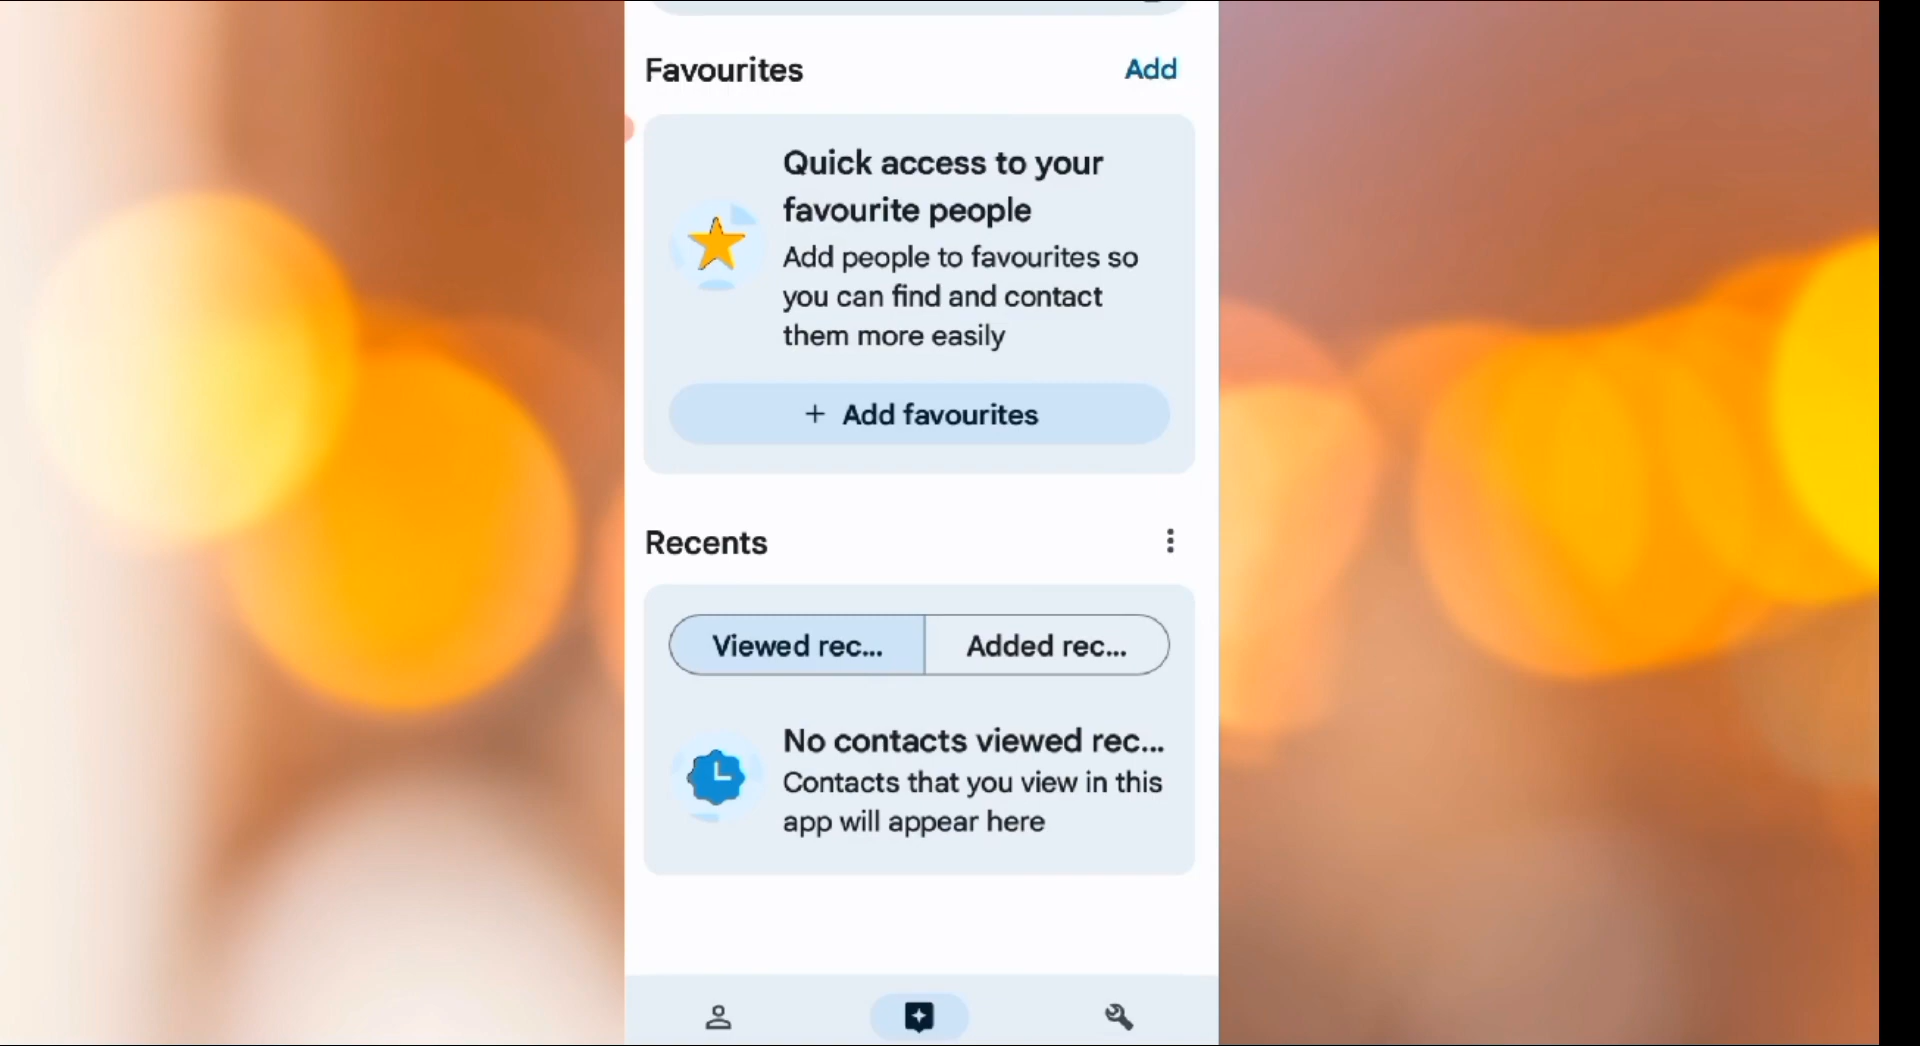 Favourites
Add
Quick access to your
favourite people
Add people to favourites so
you can find and contact
them more easily
+ Add favourites
Recents
Viewed rec...
Added rec...
No contacts viewed rec...
Contacts that you view in this
app will appear here